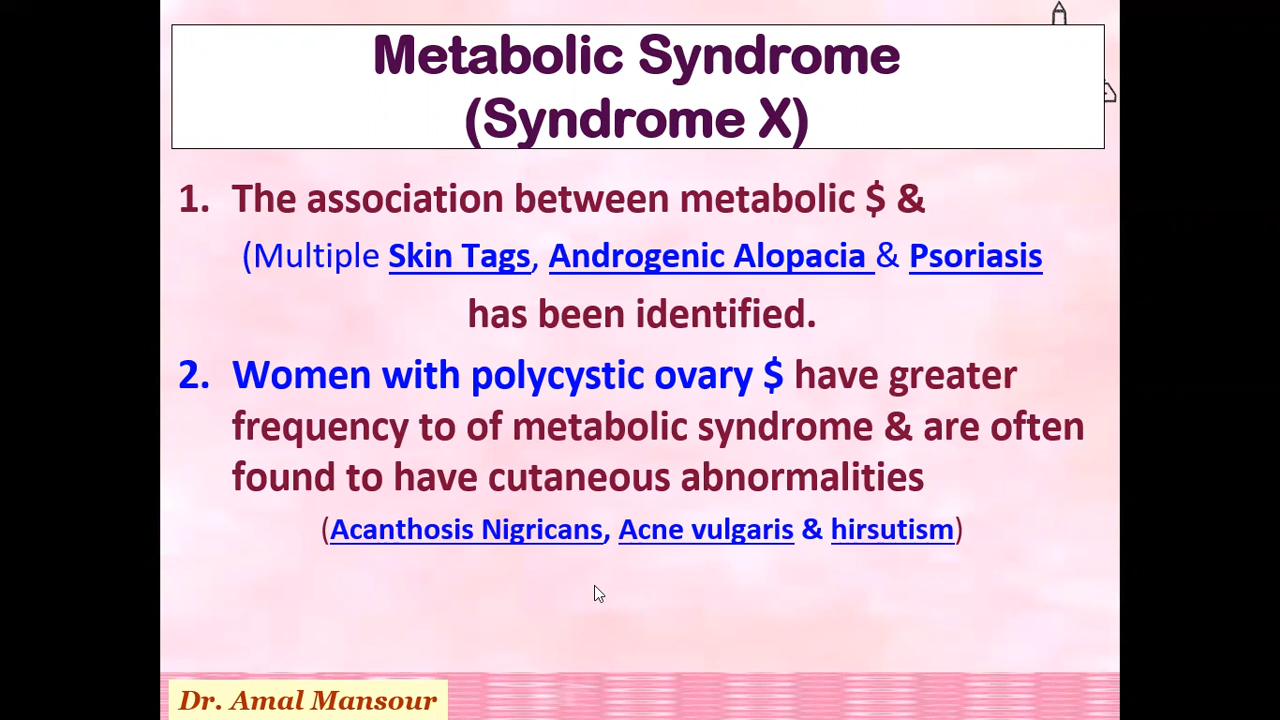 Metabolic Syndrome
(Syndrome X)
1. The association between metabolic $ &
(Multiple Skin Tags, Androgenic Alopacia & Psoriasis
has been identified.
2. Women with polycystic ovary $ have greater
frequency to of metabolic syndrome & are often
found to have cutaneous abnormalities
(Acanthosis Nigricans, Acne vulgaris & hirsutism)
Dr. Amal Mansour